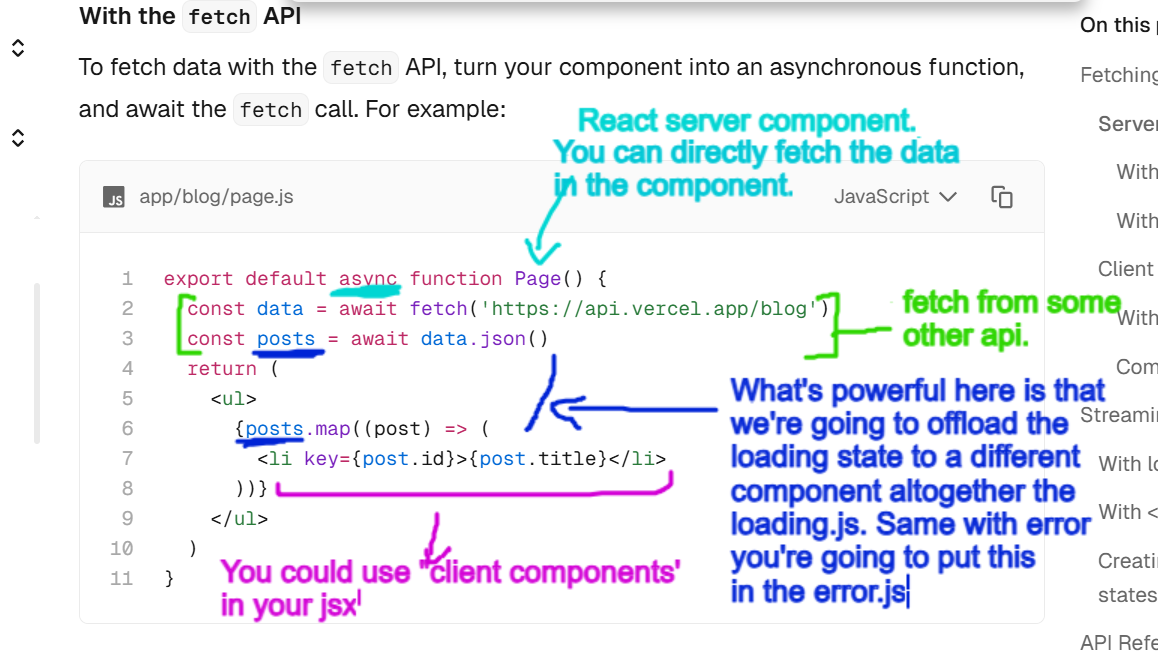 With the fetch API
On this
To fetch data with the fetch API, turn your component into an asynchronous function,
and await the fetch call. For example:
Fetching
Server
With
With
Client
With
Com
Streami
With lo
With <
Creati
states
API Refe
React server component.
You can directly fetch the data
in the component.
JS app/blog/page.js
JavaScript
1 export default async function Page() {
2 const data = await fetch('https://api.vercel.app/blog')
3 const posts = await data.json()
4 return (
5 <ul>
6 {posts.map((post) => (
7 <li key={post.id}>{post.title}</li>
8 ))}
9 </ul>
10 )
11 }
fetch from some
other api.
What's powerful here is that
we're going to offload the
loading state to a different
component altogether the
loading.js. Same with error
you're going to put this
in the error.js
You could use "client components'
in your jsx'